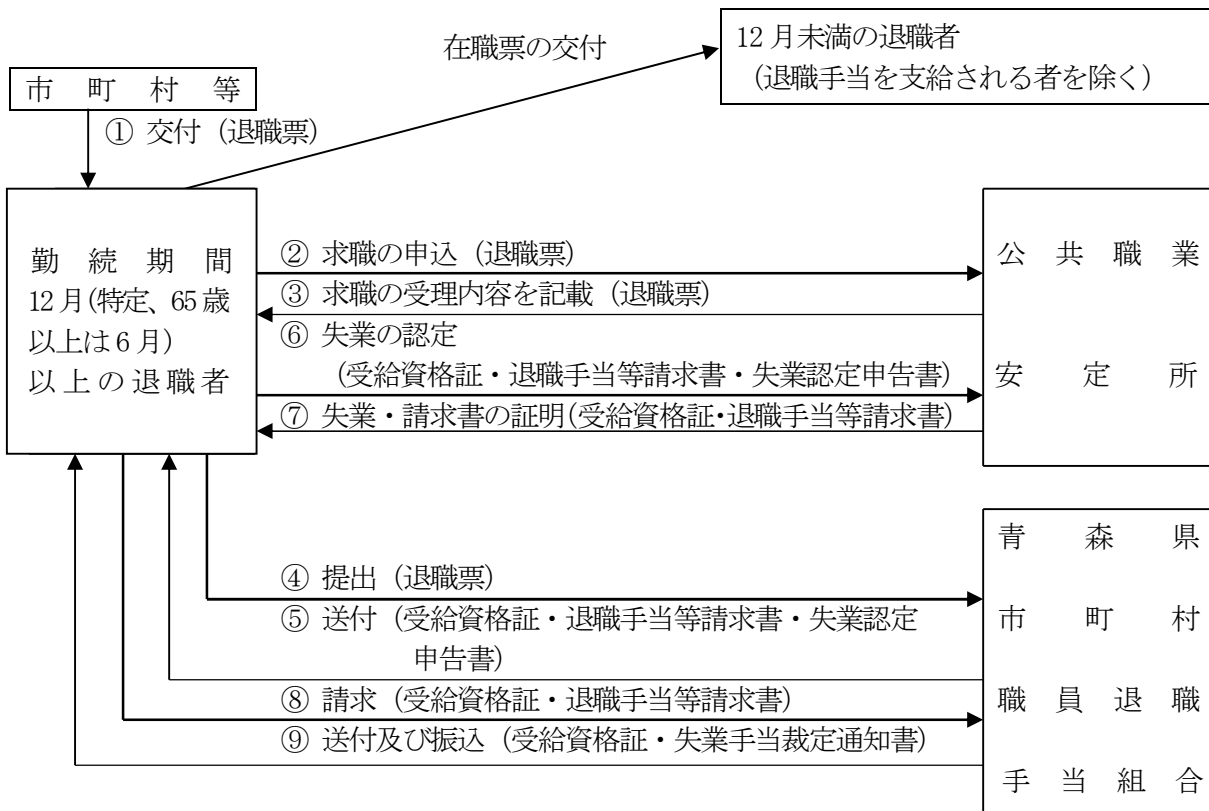 在職票の交付
12月未満の退職者
(退職手当を支給される者を除く)
市町村等
① 交付(退職票)
勤続期間
12月(特定、65歳
以上は6月)
以上の退職者
② 求職の申込(退職票)
③ 求職の受理内容を記載(退職票)
⑥ 失業の認定
(受給資格証・退職手当等請求書・失業認定申告書)
⑦ 失業・請求書の証明(受給資格証・退職手当等請求書)
公共職業
安定所
④ 提出(退職票)
⑤ 送付(受給資格証・退職手当等請求書・失業認定
申告書)
⑧ 請求(受給資格証・退職手当等請求書)
⑨ 送付及び振込(受給資格証・失業手当裁定通知書)
青森県
市町村
職員退職
手当組合